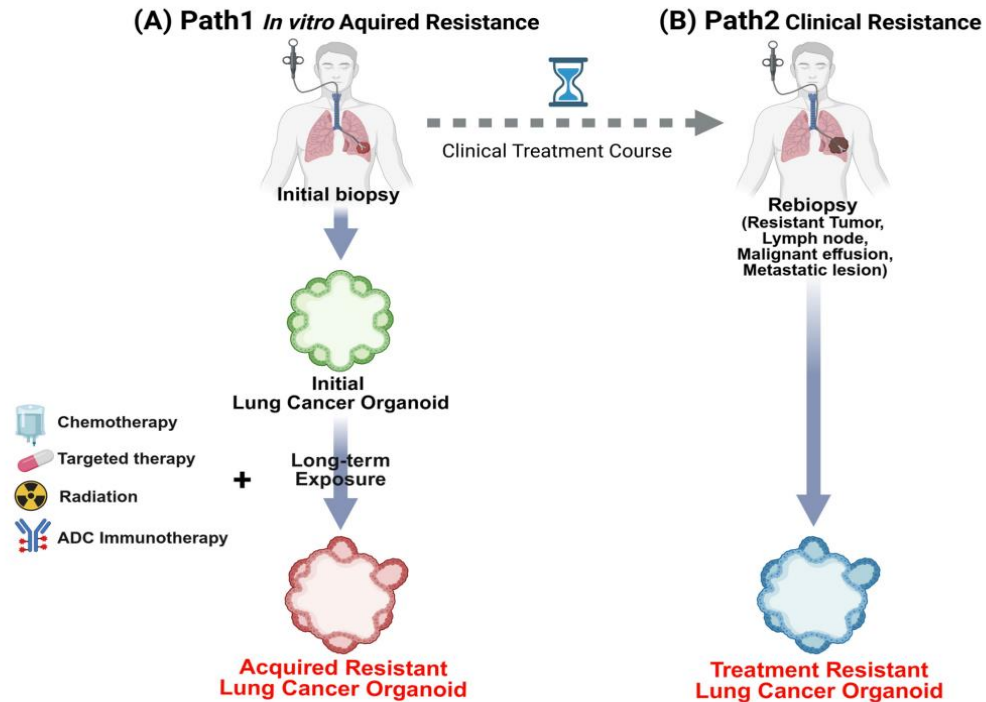 (A) Path1 In vitro Aquired Resistance
(B) Path2 Clinical Resistance
Clinical Treatment Course
Initial biopsy
Rebiopsy
(Resistant Tumor,
Lymph node,
Malignant effusion,
Metastatic lesion)
Initial
Lung Cancer Organoid
Chemotherapy
Targeted therapy
Radiation
ADC Immunotherapy
+
Long-term
Exposure
Acquired Resistant
Lung Cancer Organoid
Treatment Resistant
Lung Cancer Organoid